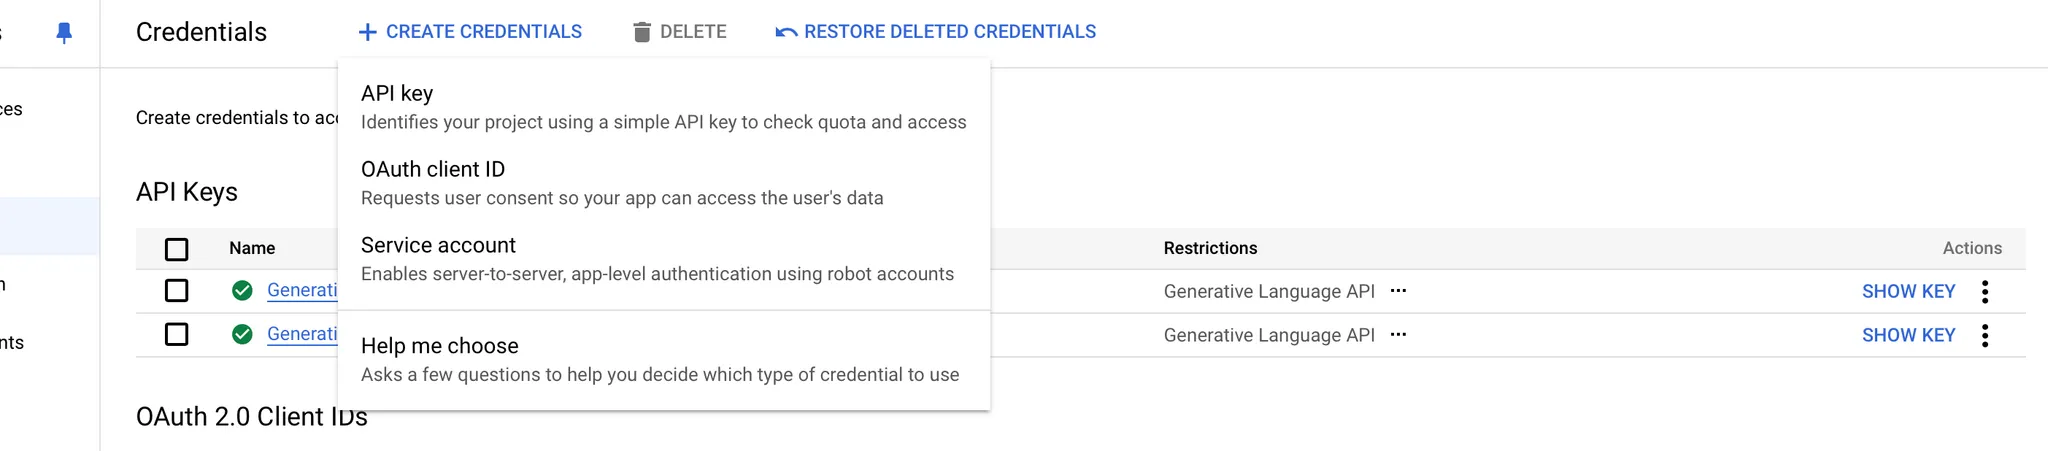 s
Credentials
+ CREATE CREDENTIALS
DELETE
RESTORE DELETED CREDENTIALS
API key
Identifies your project using a simple API key to check quota and access
OAuth client ID
Requests user consent so your app can access the user's data
Service account
Enables server-to-server, app-level authentication using robot accounts
Help me choose
Asks a few questions to help you decide which type of credential to use
ces
nts
Create credentials to acc
API Keys
Name
Restrictions
Actions
Generati
Generative Language API ...
SHOW KEY
Generati
Generative Language API ...
SHOW KEY
OAuth 2.0 Client IDs